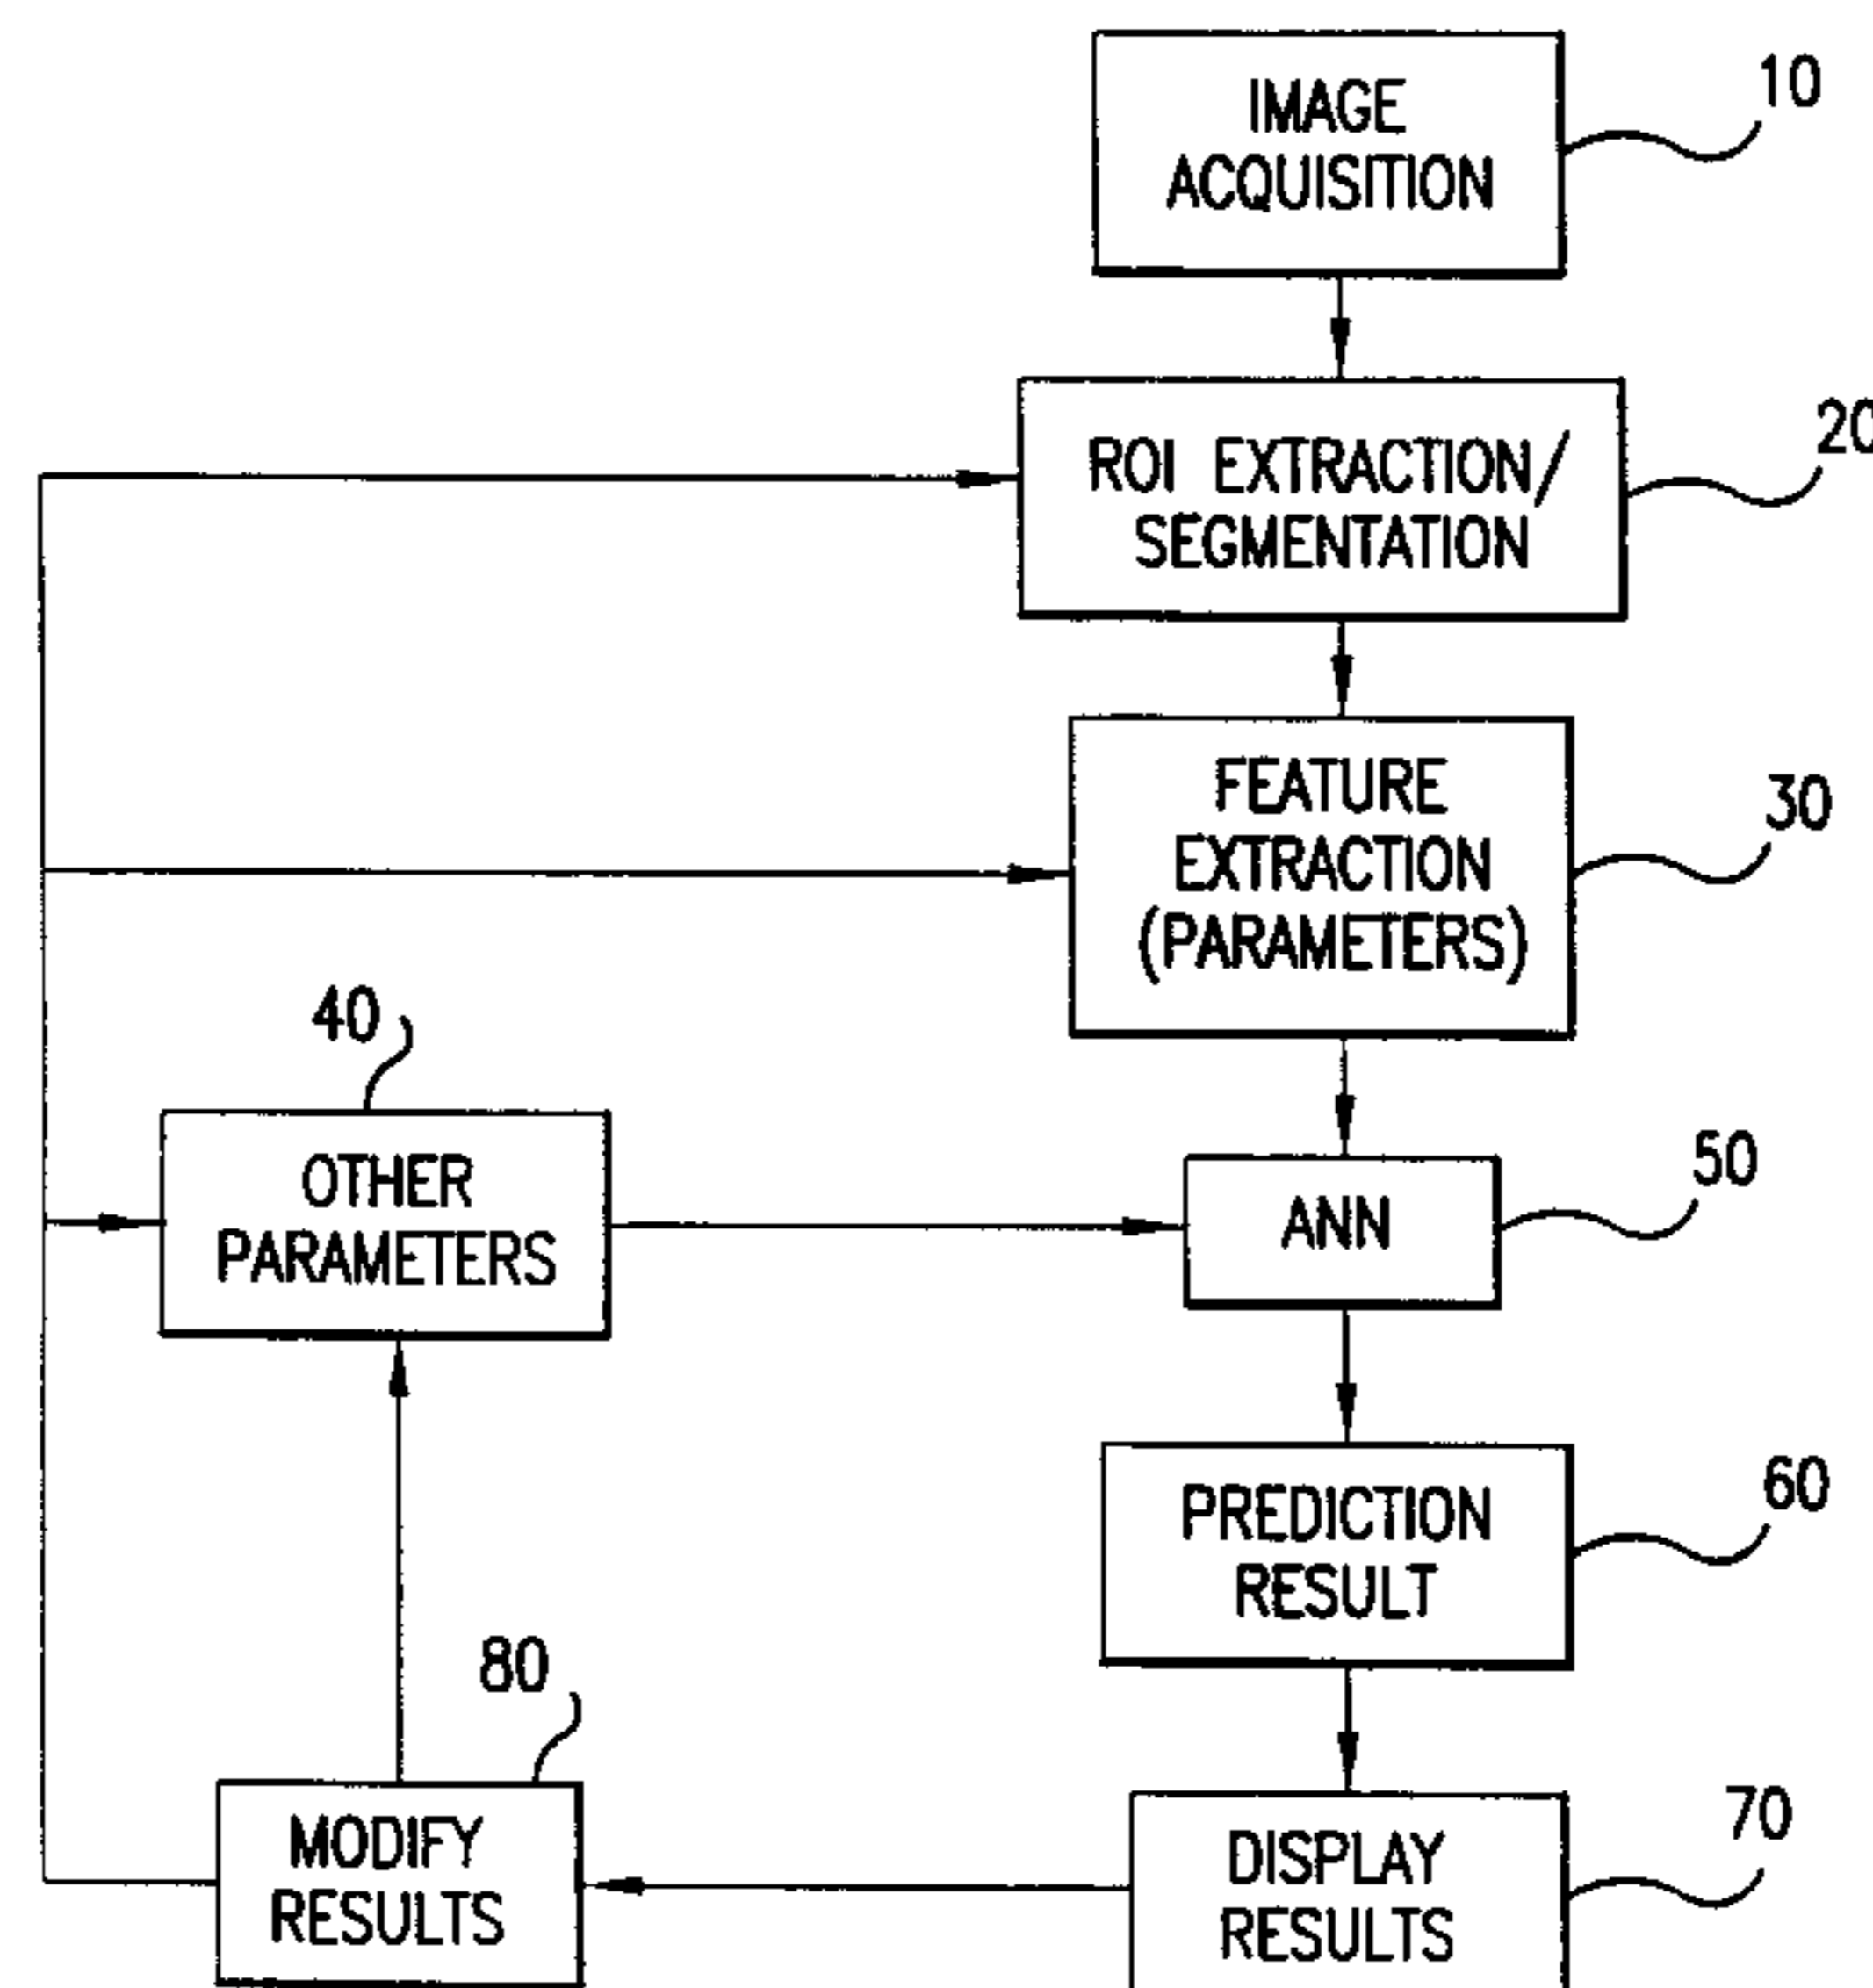 IMAGE
ACQUISITION
10
ROI EXTRACTION/
SEGMENTATION
20
FEATURE
EXTRACTION
(PARAMETERS)
30
40
OTHER
PARAMETERS
ANN
50
PREDICTION
RESULT
60
80
MODIFY
RESULTS
DISPLAY
RESULTS
70